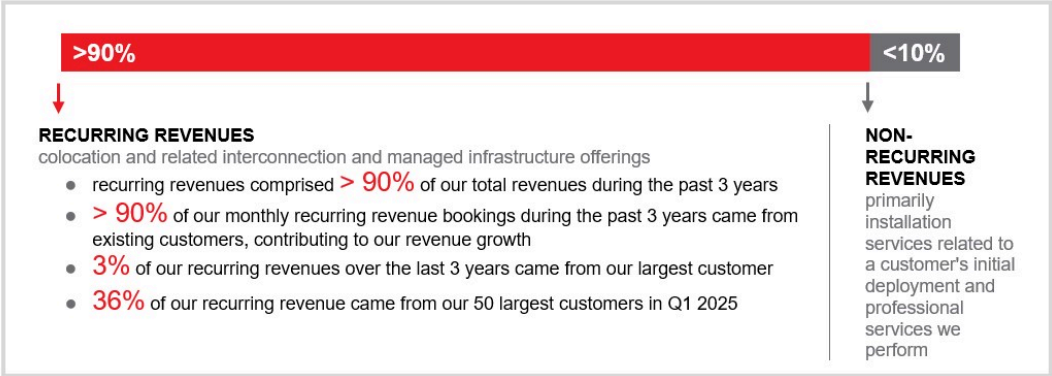 >90%
<10%
RECURRING REVENUES
colocation and related interconnection and managed infrastructure offerings
● recurring revenues comprised > 90% of our total revenues during the past 3 years
● > 90% of our monthly recurring revenue bookings during the past 3 years came from
existing customers, contributing to our revenue growth
● 3% of our recurring revenues over the last 3 years came from our largest customer
● 36% of our recurring revenue came from our 50 largest customers in Q1 2025
NON-
RECURRING
REVENUES
primarily
installation
services related to
a customer's initial
deployment and
professional
services we
perform